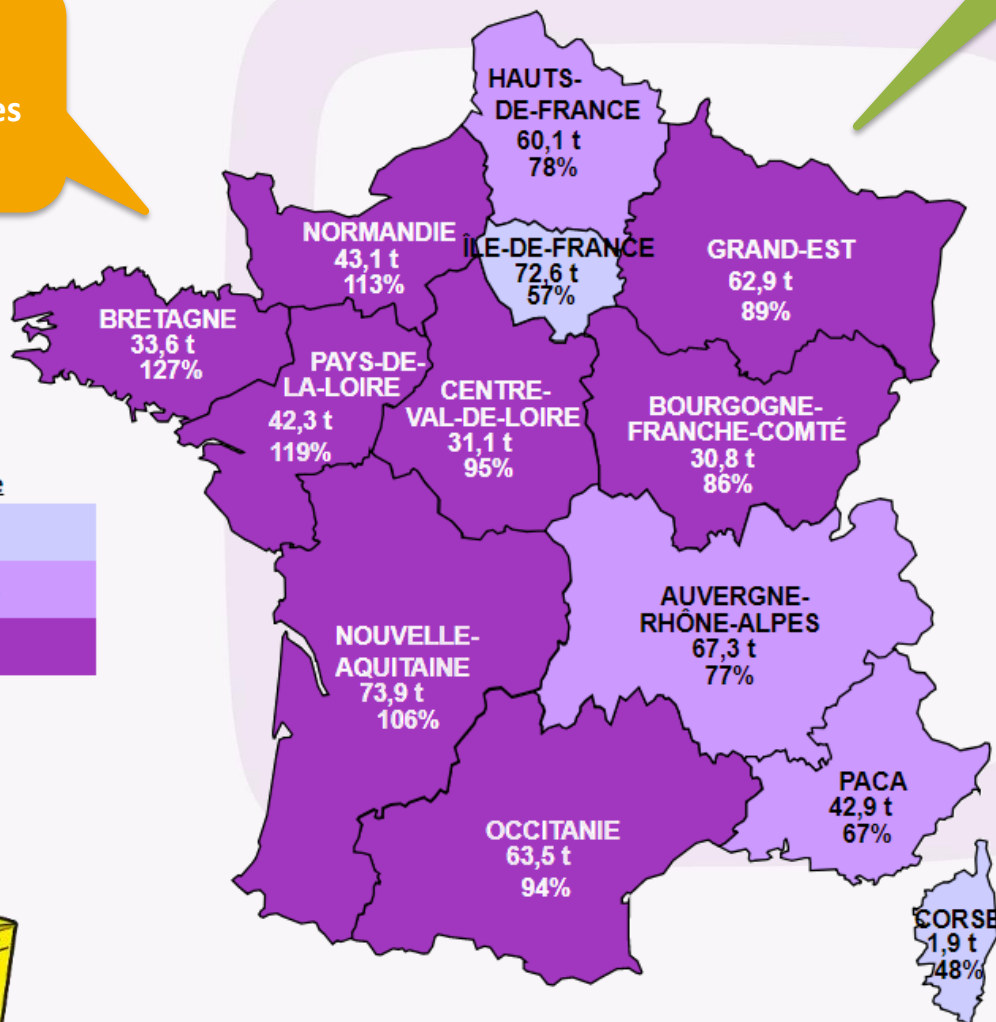 es
HAUTS-
DE-FRANCE
60,1 t
78%
NORMANDIE
43,1 t
113%
ÎLE-DE-FRANCE
72,6 t
57%
GRAND-EST
62,9 t
89%
BRETAGNE
33,6 t
127%
PAYS-DE-
LA-LOIRE
42,3 t
119%
CENTRE-
VAL-DE-LOIRE
31,1 t
95%
BOURGOGNE-
FRANCHE-COMTÉ
30,8 t
86%
e
NOUVELLE-
AQUITAINE
73,9 t
106%
AUVERGNE-
RHÔNE-ALPES
67,3 t
77%
OCCITANIE
63,5 t
94%
PACA
42,9 t
67%
CORSE
1,9 t
48%